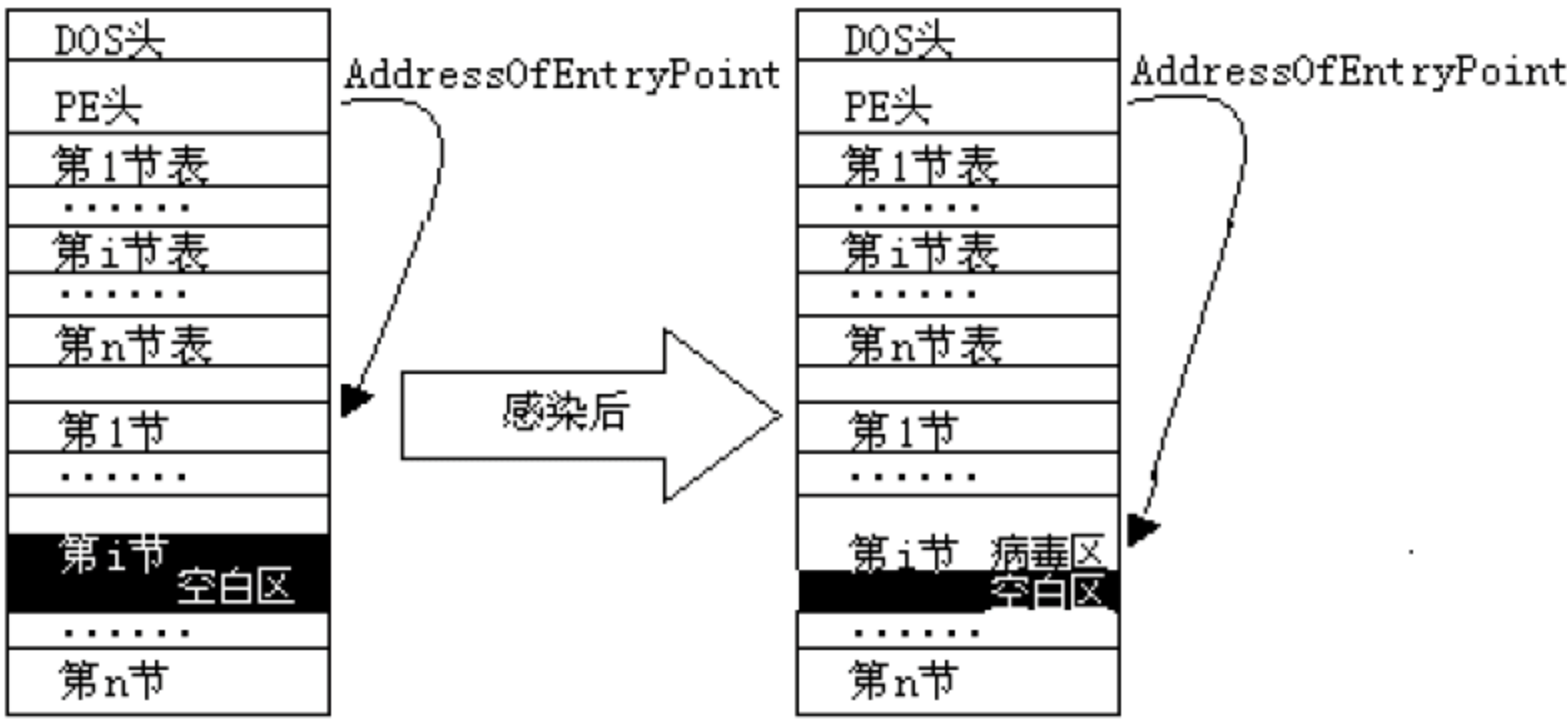 DOS头
AddressOfEntryPoint
PE头
第1节表
······
第i节表
······
第n节表
第1节
······
第i节
空白区
······
第n节
感染后
DOS头
AddressOfEntryPoint
PE头
第1节表
······
第i节表
······
第n节表
第1节
······
第i节 病毒区
空白区
······
第n节